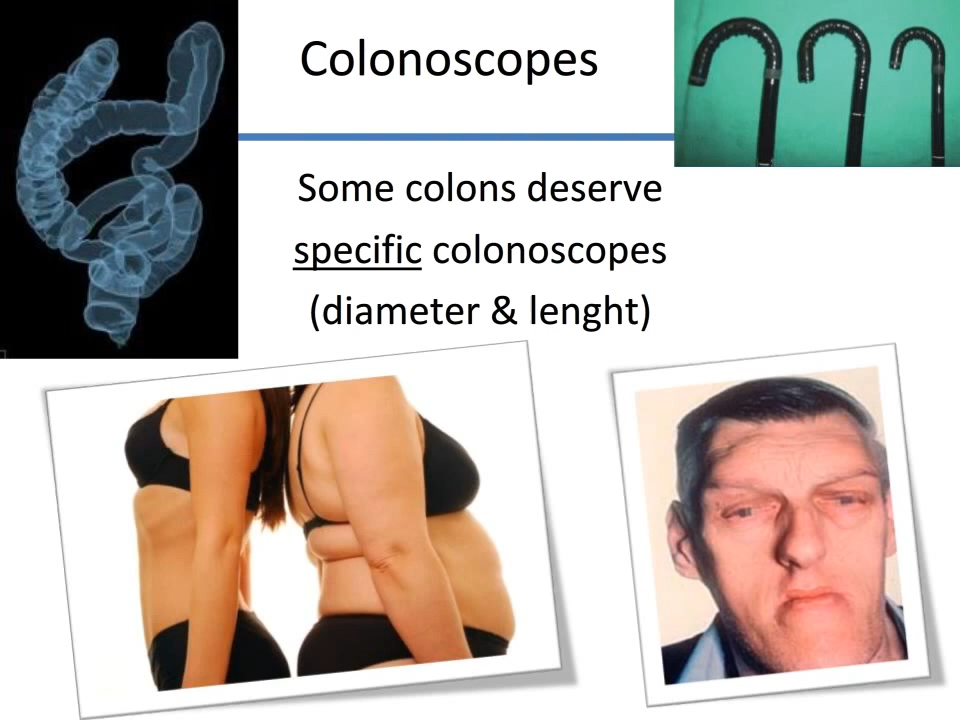 Colonoscopes
Some colons deserve
specific colonoscopes
(diameter & lenght)